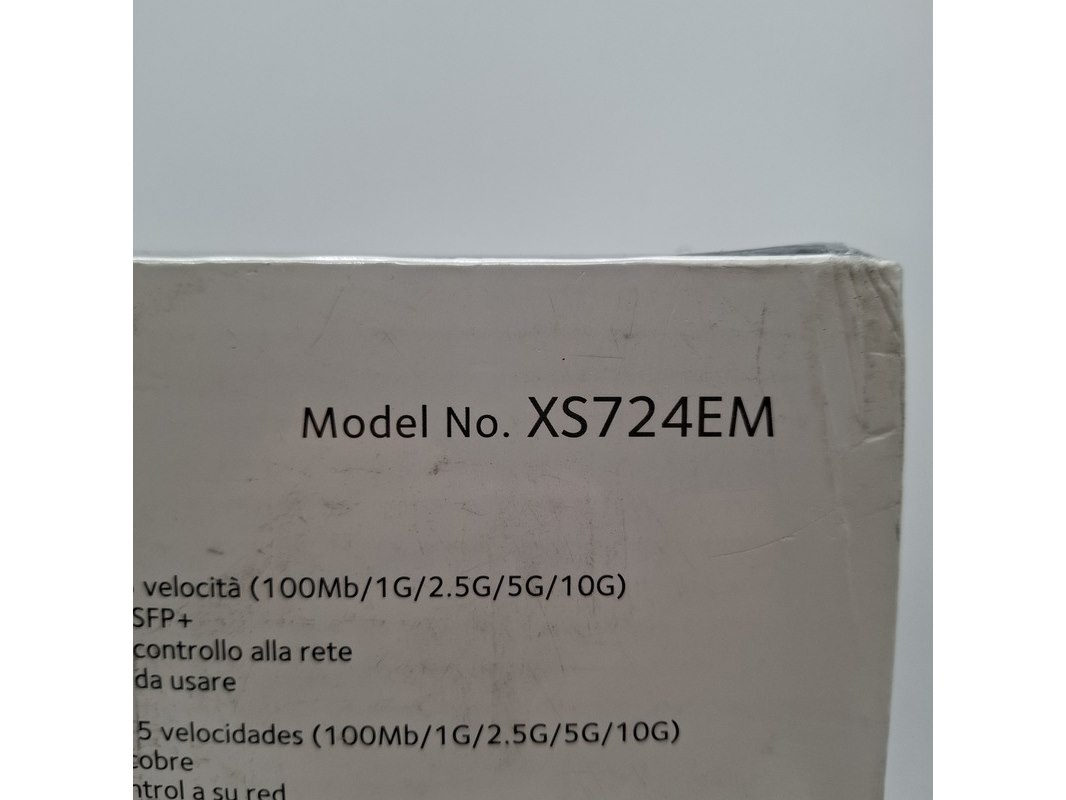 Model No. XS724EM
velocità (100Mb/1G/2.5G/5G/10G)
SFP+
controllo alla rete
da usare
5 velocidades (100Mb/1G/2.5G/5G/10G)
cobre
ntrol a su red